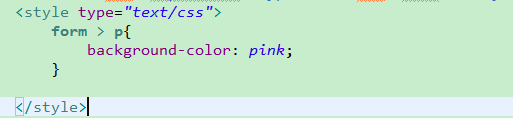 <style type="text/css">
form > p{
background-color: pink;
}
</style>